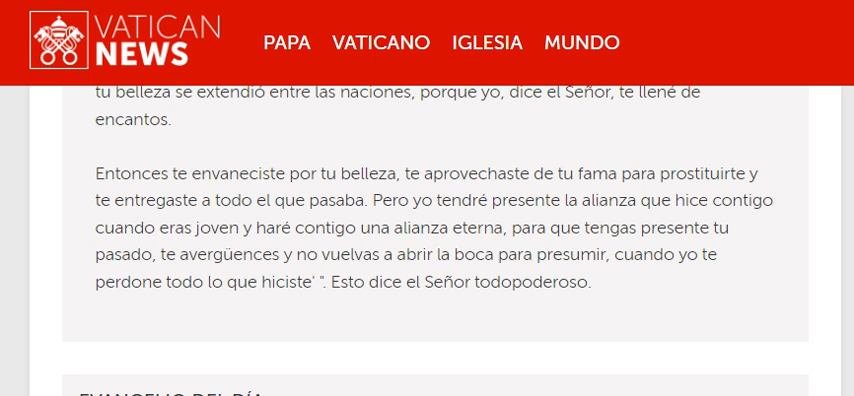 VATICAN
NEWS
PAPA VATICANO IGLESIA MUNDO
tu belleza se extendió entre las naciones, porque yo, dice el Señor, te llené de
encantos.
Entonces te envaneciste por tu belleza, te aprovechaste de tu fama para prostituirte y
te entregaste a todo el que pasaba. Pero yo tendré presente la alianza que hice contigo
cuando eras joven y haré contigo una alianza eterna, para que tengas presente tu
pasado, te avergüences y no vuelvas a abrir la boca para presumir, cuando yo te
perdone todo lo que hiciste' ". Esto dice el Señor todopoderoso.
EVANGELIO DEL DÍA